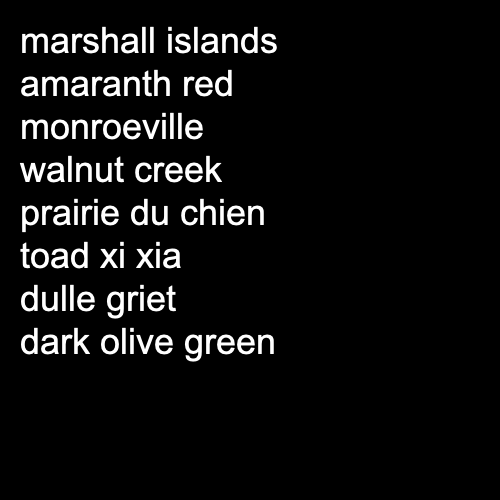 marshall islands
amaranth red
monroeville
walnut creek
prairie du chien
toad xi xia
dulle griet
dark olive green